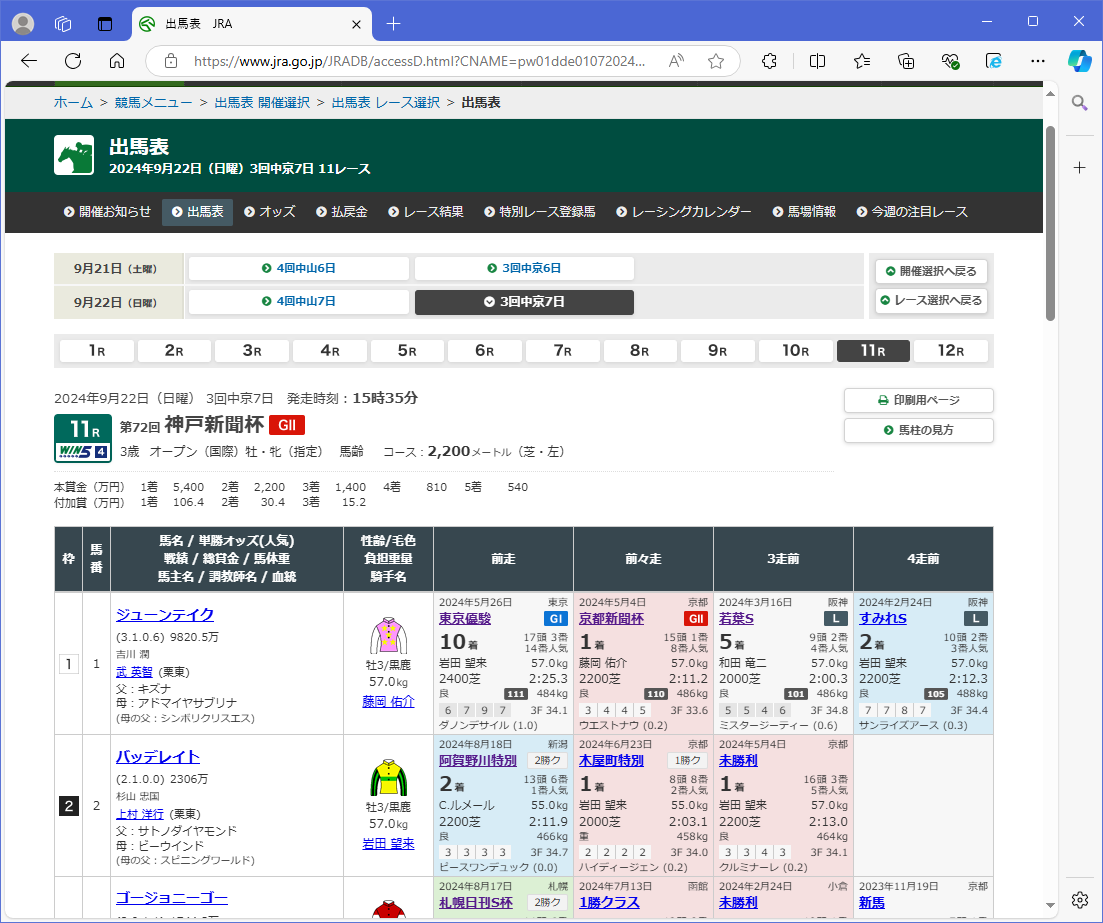 出馬表　JRA
https://www.jra.go.jp/JRADB/accessD.html?CNAME=pw01dde01072024...
ホーム > 競馬メニュー > 出馬表 開催選択 > 出馬表 レース選択 > 出馬表
出馬表
2024年9月22日（日曜）3回中京7日 11レース
開催お知らせ 出馬表 オッズ 払戻金 レース結果 特別レース登録馬 レーシングカレンダー 馬場情報 今週の注目レース
9月21日（土曜） 4回中山6日 3回中京6日 開催選択へ戻る
9月22日（日曜） 4回中山7日 3回中京7日 レース選択へ戻る
1R 2R 3R 4R 5R 6R 7R 8R 9R 10R 11R 12R
2024年9月22日（日曜） 3回中京7日 発走時刻：15時35分 印刷用ページ
11R 第72回 神戸新聞杯 GII 馬柱の見方
WIN5 4 3歳 オープン（国際）牡・牝（指定） 馬齢 コース：2,200メートル（芝・左）
本賞金（万円） 1着 5,400 2着 2,200 3着 1,400 4着 810 5着 540
付加賞（万円） 1着 106.4 2着 30.4 3着 15.2
枠 馬番 馬名 / 単勝オッズ(人気) 戦績 / 総賞金 / 馬体重 馬主名 / 調教師名 / 血統 性齢/毛色 負担重量 騎手名 前走 前々走 3走前 4走前
1 1
ジューンテイク
(3.1.0.6) 9820.5万
吉川 潤
武 英智 (栗東)
父：キズナ
母：アドマイヤサブリナ
(母の父：シンボリクリスエス)
牡3/黒鹿
57.0kg
藤岡 佑介
2024年5月26日 東京
東京優駿 GI
10着 17頭 3番 14番人気
岩田 望来 57.0kg
2400芝 2:25.3
良 111 484kg
6 7 9 7 3F 34.1
ダノンデサイル (1.0)
2024年5月4日 京都
京都新聞杯 GII
1着 15頭 1番 8番人気
藤岡 佑介 57.0kg
2200芝 2:11.2
良 110 486kg
3 4 4 5 3F 33.6
ウエストナウ (0.2)
2024年3月16日 阪神
若葉S L
5着 9頭 2番 4番人気
和田 竜二 57.0kg
2000芝 2:00.3
良 101 486kg
5 5 4 6 3F 34.8
ミスタージーティー (0.6)
2024年2月24日 阪神
すみれS L
2着 10頭 2番 3番人気
岩田 望来 57.0kg
2200芝 2:12.3
良 105 488kg
7 7 8 7 3F 34.4
サンライズアース (0.3)
2 2
バッデレイト
(2.1.0.0) 2306万
杉山 忠国
上村 洋行 (栗東)
父：サトノダイヤモンド
母：ビーウインド
(母の父：スピニングワールド)
牡3/黒鹿
57.0kg
岩田 望来
2024年8月18日 新潟
阿賀野川特別 2勝ク
2着 13頭 6番 1番人気
C.ルメール 55.0kg
2200芝 2:11.9
良 466kg
3 3 3 3 3F 34.7
ピースワンデュック (0.0)
2024年6月23日 京都
木屋町特別 1勝ク
1着 8頭 8番 2番人気
岩田 望来 55.0kg
2000芝 2:03.1
重 458kg
2 2 2 2 3F 34.0
ハイディージェン (0.2)
2024年5月4日 京都
未勝利
1着 16頭 3番 5番人気
岩田 望来 57.0kg
2200芝 2:13.0
良 464kg
3 3 4 3 3F 34.1
クルミナーレ (0.2)
ゴージョニーゴー
2024年8月17日 札幌
札幌日刊S杯 2勝ク
2024年7月13日 函館
1勝クラス
2024年2月24日 小倉
未勝利
2023年11月19日 京都
新馬